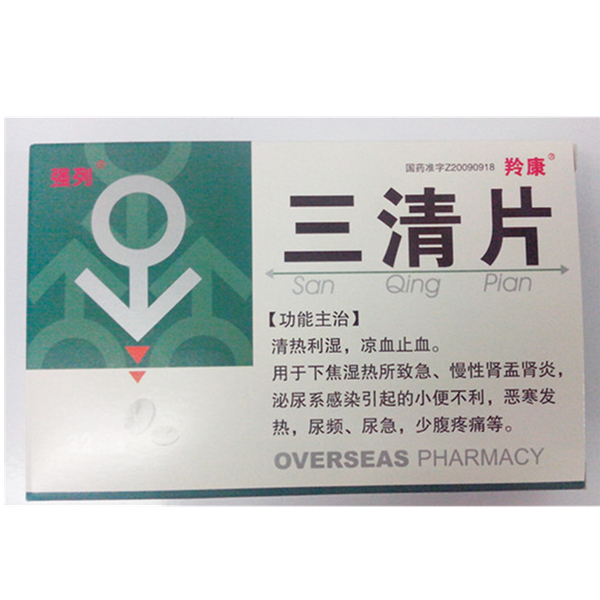 强列®
国药准字Z20090918 羚康®
三清片
San Qing Pian
【功能主治】
清热利湿，凉血止血。
用于下焦湿热所致急、慢性肾盂肾炎，
泌尿系感染引起的小便不利，恶寒发
热，尿频、尿急，少腹疼痛等。
OVERSEAS PHARMACY